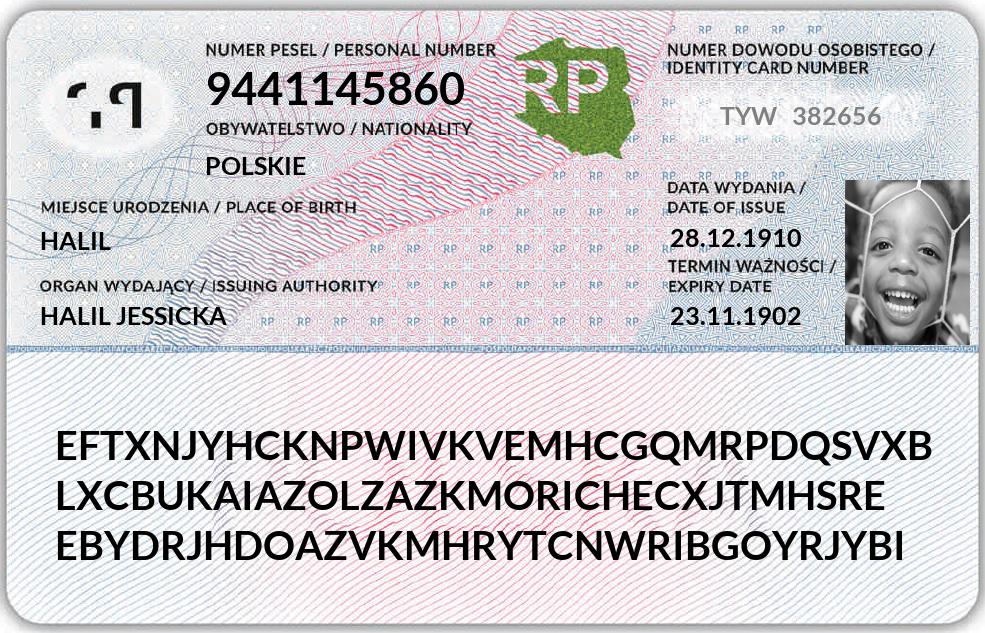 NUMER PESEL / PERSONAL NUMBER
9441145860
OBYWATELSTWO / NATIONALITY
POLSKIE
MIEJSCE URODZENIA / PLACE OF BIRTH
HALIL
ORGAN WYDAJĄCY / ISSUING AUTHORITY
HALIL JESSICKA
RP
NUMER DOWODU OSOBISTEGO /
IDENTITY CARD NUMBER
TYW 382656
DATA WYDANIA /
DATE OF ISSUE
28.12.1910
TERMIN WAŻNOŚCI /
EXPIRY DATE
23.11.1902
EFTXNJYHCKNPWIVKVEMHCGQMRPDQSVXB
LXCBUKAIAZOLZAZKMORICHECXJTMHSRE
EBYDRJHDOAZVKMHRYTCNWRIBGOYRJYBI